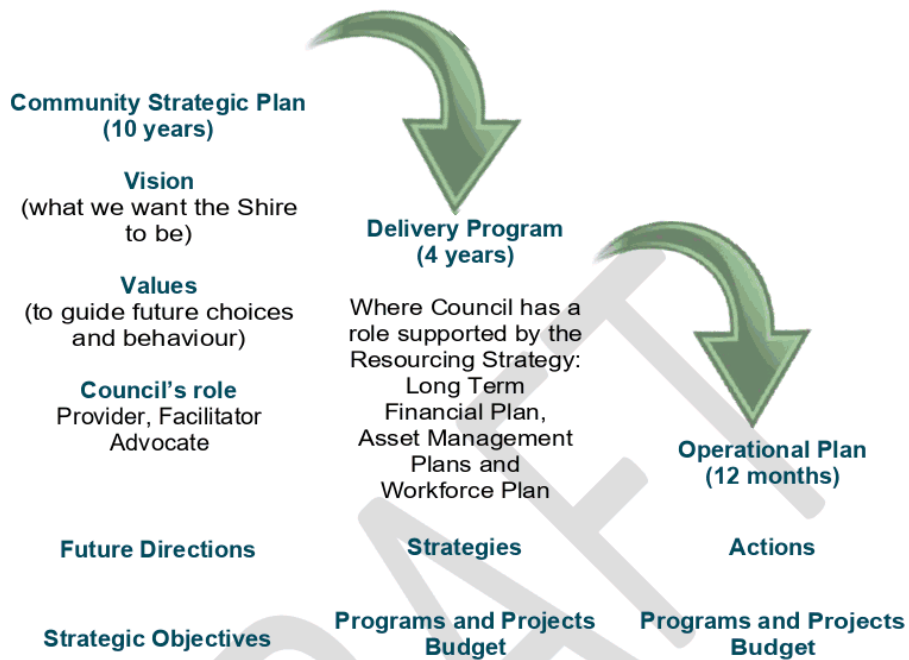 Community Strategic Plan
(10 years)
Vision
(what we want the Shire
to be)
Values
(to guide future choices
and behaviour)
Council's role
Provider, Facilitator
Advocate
Future Directions
Strategic Objectives
Delivery Program
(4 years)
Where Council has a
role supported by the
Resourcing Strategy:
Long Term
Financial Plan,
Asset Management
Plans and
Workforce Plan
Strategies
Programs and Projects
Budget
Operational Plan
(12 months)
Actions
Programs and Projects
Budget
DRAFT